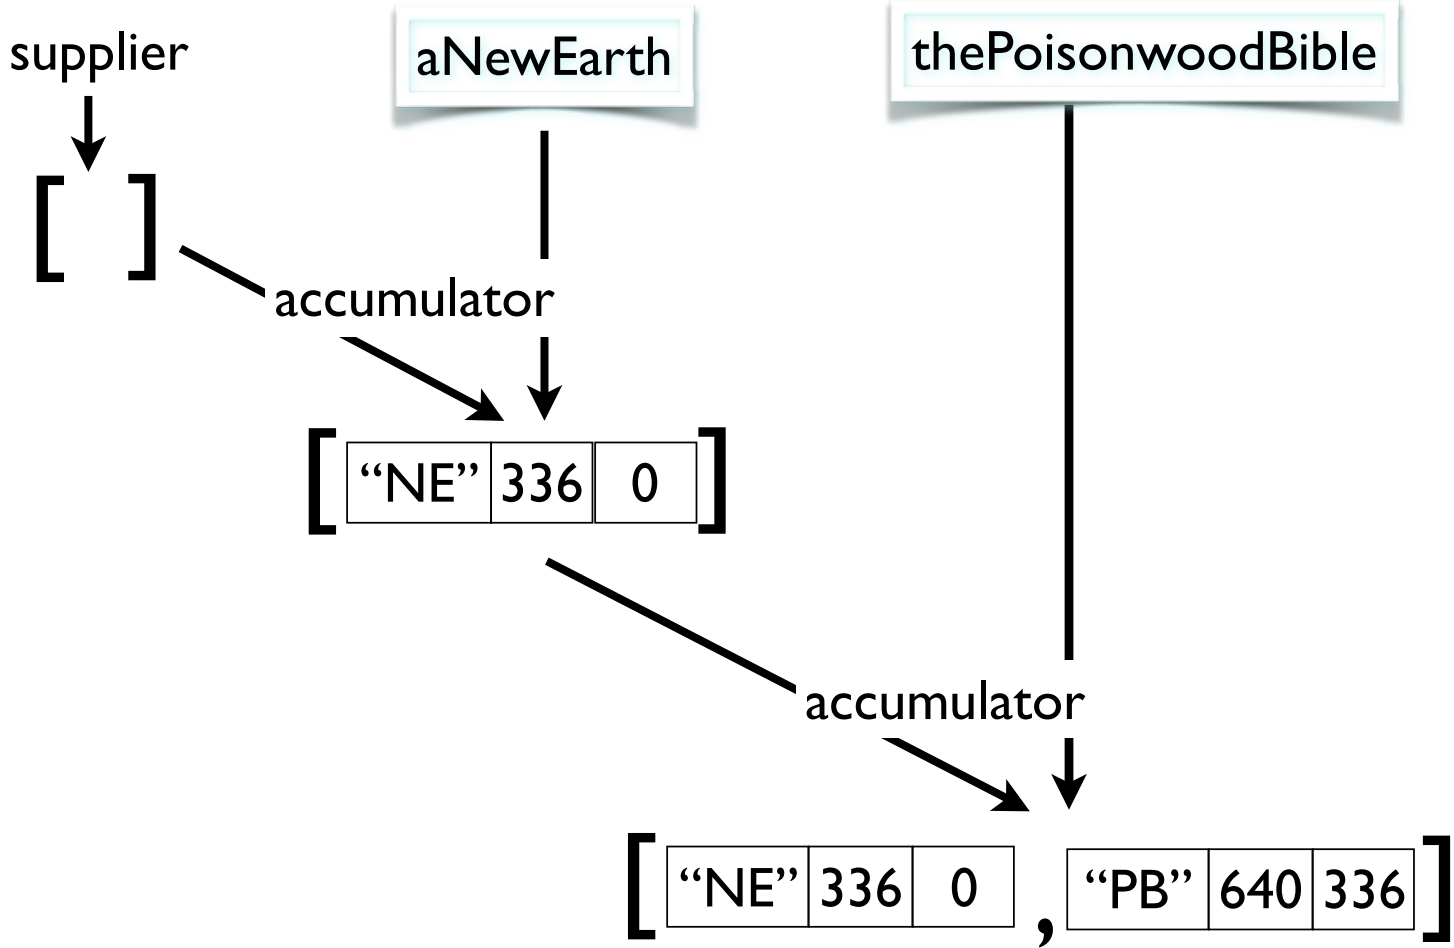 supplier
aNewEarth
thePoisonwoodBible
[ ]
accumulator
[ “NE” 336 0 ]
accumulator
[ “NE” 336 0 , “PB” 640 336 ]